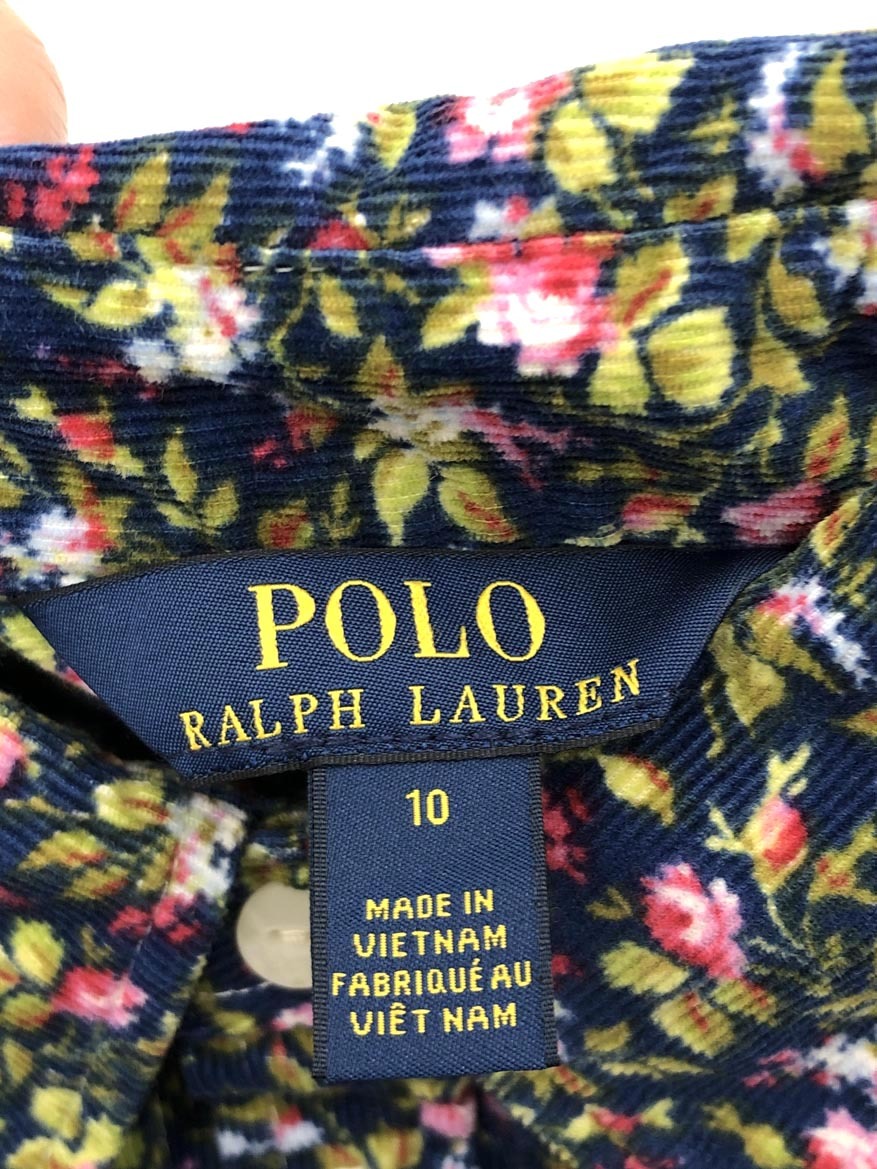 POLO
RALPH LAUREN
10
MADE IN
VIETNAM
FABRIQUÉ AU
VIÊT NAM